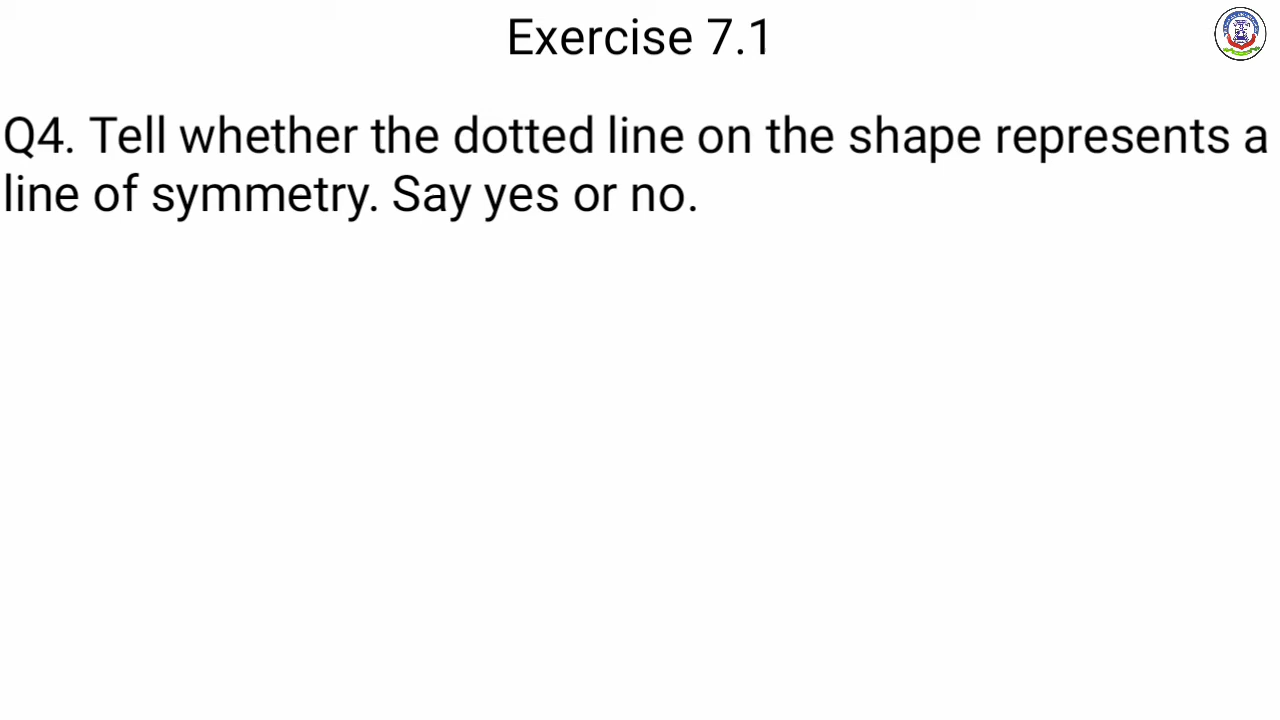 Exercise 7.1
Q4. Tell whether the dotted line on the shape represents a
line of symmetry. Say yes or no.